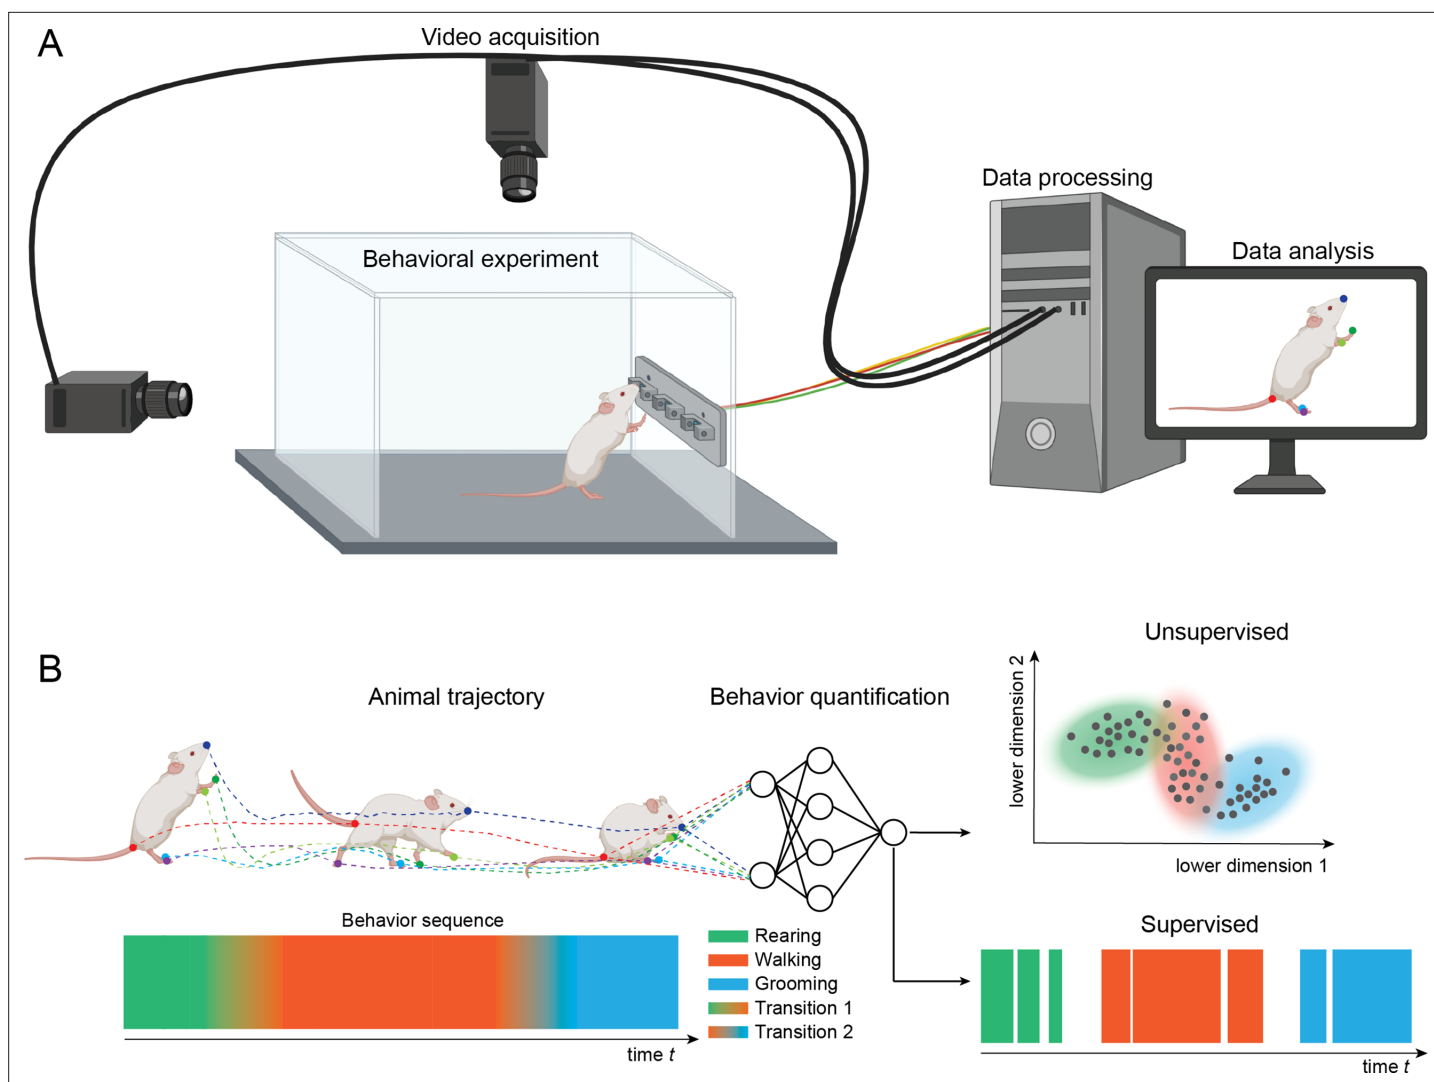 A
Video acquisition
Data processing
Behavioral experiment
Data analysis
B
Unsupervised
Animal trajectory
Behavior quantification
lower dimension 2
lower dimension 1
Behavior sequence
Rearing
Walking
Grooming
Transition 1
Transition 2
time t
Supervised
time t